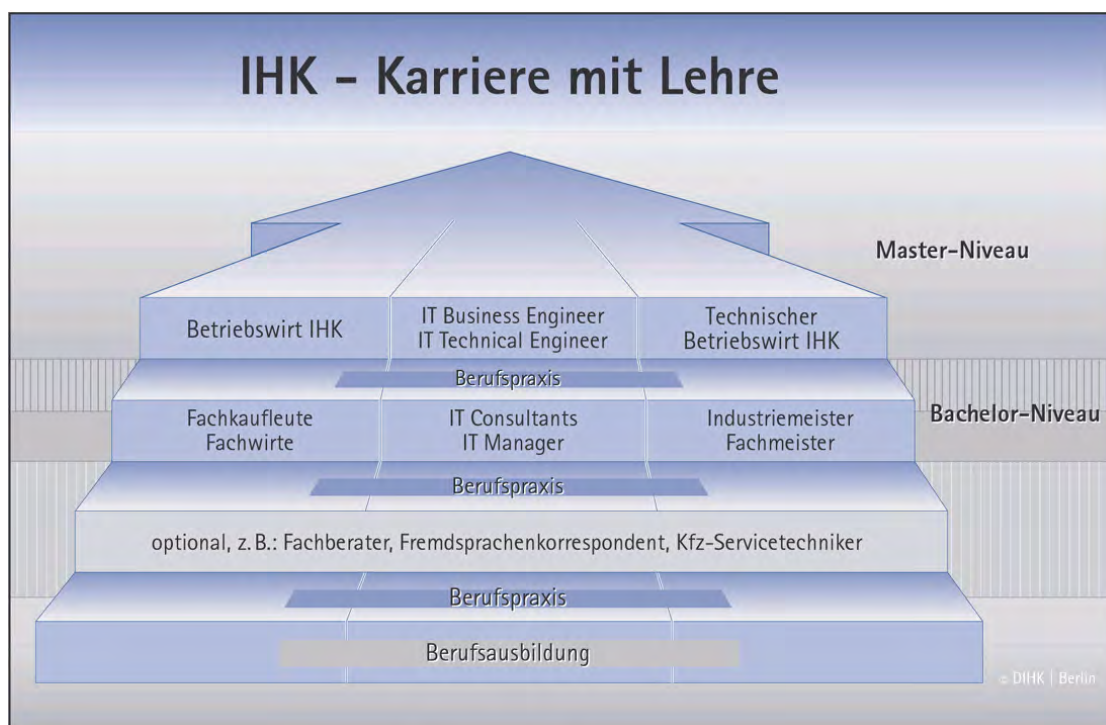 IHK - Karriere mit Lehre
Master-Niveau
Betriebswirt IHK
IT Business Engineer
IT Technical Engineer
Technischer
Betriebswirt IHK
Berufspraxis
Fachkaufleute
Fachwirte
IT Consultants
IT Manager
Industriemeister
Fachmeister
Bachelor-Niveau
Berufspraxis
optional, z. B.: Fachberater, Fremdsprachenkorrespondent, Kfz-Servicetechniker
Berufspraxis
Berufsausbildung
© DIHK | Berlin